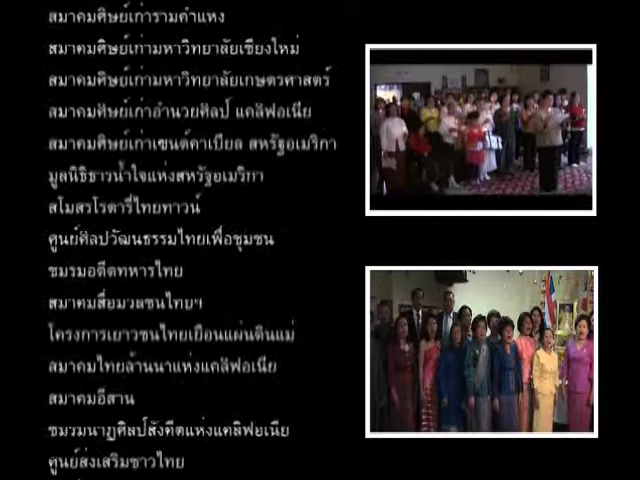 สมาคมศิษย์เก่ารามคำแหง
สมาคมศิษย์เก่ามหาวิทยาลัยเชียงใหม่
สมาคมศิษย์เก่ามหาวิทยาลัยเกษตรศาสตร์
สมาคมศิษย์เก่าอำนวยศิลป์ แคลิฟอเนีย
สมาคมศิษย์เก่าเซนต์คาเบียล สหรัฐอเมริกา
มูลนิธิธารน้ำใจแห่งสหรัฐอเมริกา
สโมสรโรตารี่ไทยทาวน์
ศูนย์ศิลปวัฒนธรรมไทยเพื่อชุมชน
ชมรมอดีตทหารไทย
สมาคมสื่อมวลชนไทยฯ
โครงการเยาวชนไทยเยือนแผ่นดินแม่
สมาคมไทยล้านนาแห่งแคลิฟอเนีย
สมาคมอีสาน
ชมรมนาฏศิลป์สังคีตแห่งแคลิฟอเนีย
ศูนย์ส่งเสริมชาวไทย